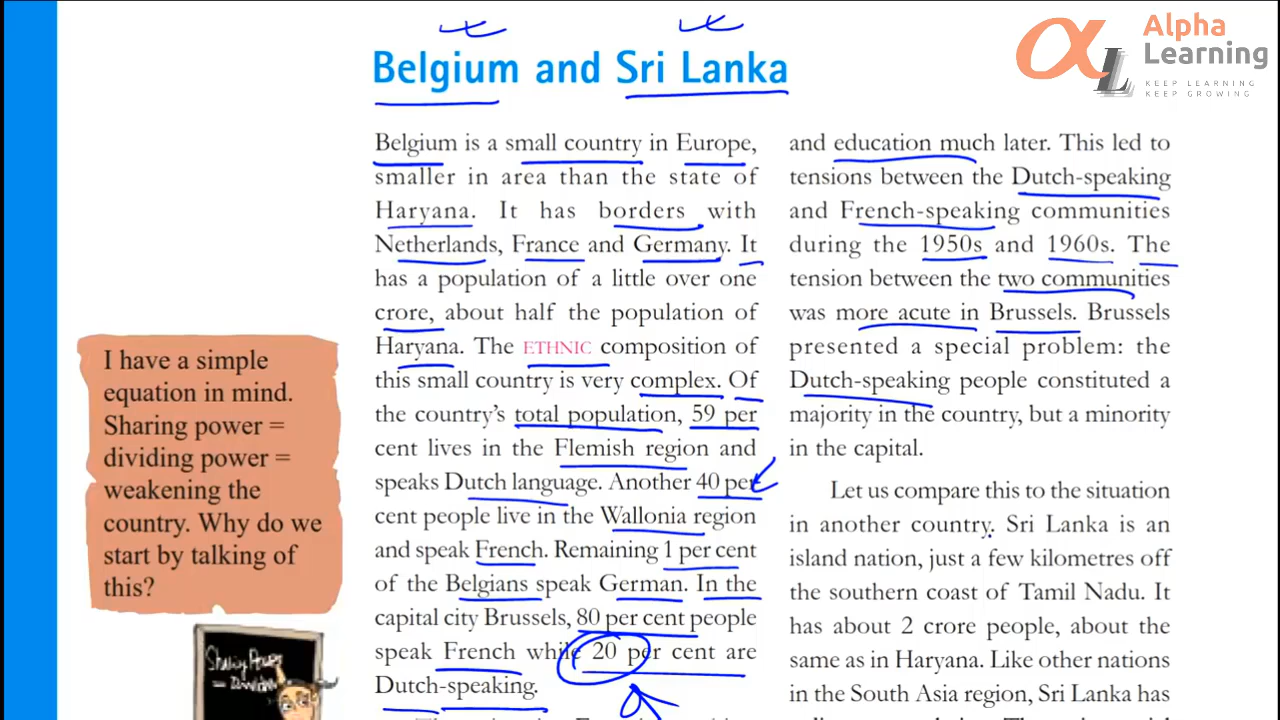 Belgium and Sri Lanka
Alpha
Learning
KEEP LEARNING
KEEP GROWING
Belgium is a small country in Europe,
smaller in area than the state of
Haryana. It has borders with
Netherlands, France and Germany. It
has a population of a little over one
crore, about half the population of
Haryana. The ETHNIC composition of
this small country is very complex. Of
the country's total population, 59 per
cent lives in the Flemish region and
speaks Dutch language. Another 40 per
cent people live in the Wallonia region
and speak French. Remaining 1 per cent
of the Belgians speak German. In the
capital city Brussels, 80 per cent people
speak French while 20 per cent are
Dutch-speaking.
and education much later. This led to
tensions between the Dutch-speaking
and French-speaking communities
during the 1950s and 1960s. The
tension between the two communities
was more acute in Brussels. Brussels
presented a special problem: the
Dutch-speaking people constituted a
majority in the country, but a minority
in the capital.
Let us compare this to the situation
in another country. Sri Lanka is an
island nation, just a few kilometres off
the southern coast of Tamil Nadu. It
has about 2 crore people, about the
same as in Haryana. Like other nations
in the South Asia region, Sri Lanka has
I have a simple
equation in mind.
Sharing power =
dividing power =
weakening the
country. Why do we
start by talking of
this?
Sharing Power